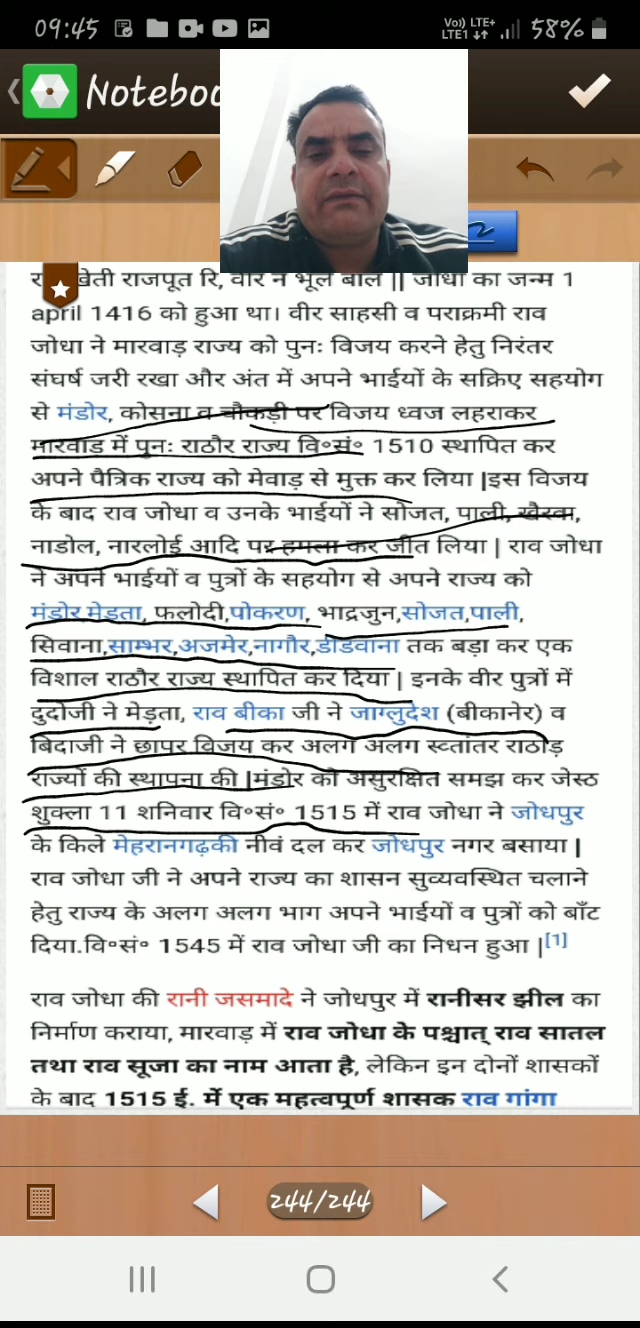 09:45
Vo) LTE+
LTE1
58%
Noteboo
खेती राजपूत रि, वीर न भूल बाल || जोधा का जन्म 1
april 1416 को हुआ था। वीर साहसी व पराक्रमी राव
जोधा ने मारवाड़ राज्य को पुनः विजय करने हेतु निरंतर
संघर्ष जरी रखा और अंत में अपने भाईयों के सक्रिए सहयोग
से मंडोर, कोसना व चौकड़ी पर विजय ध्वज लहराकर
मारवाड़ में पुनः राठौर राज्य वि॰सं॰ 1510 स्थापित कर
अपने पैत्रिक राज्य को मेवाड़ से मुक्त कर लिया |इस विजय
के बाद राव जोधा व उनके भाईयों ने सोजत, पाली, खैरवा,
नाडोल, नारलोई आदि पर हमला कर जीत लिया | राव जोधा
ने अपने भाईयों व पुत्रों के सहयोग से अपने राज्य को
मंडोर,मेड़ता, फलोदी,पोकरण, भाद्रजुन,सोजत,पाली,
सिवाना,साम्भर,अजमेर,नागौर,डीडवाना तक बड़ा कर एक
विशाल राठौर राज्य स्थापित कर दिया | इनके वीर पुत्रों में
दुदोजी ने मेड़ता, राव बीका जी ने जाग्लुदेश (बीकानेर) व
बिदाजी ने छापर विजय कर अलग अलग स्व्तांतर राठोड़
राज्यों की स्थापना की |मंडोर को असुरक्षित समझ कर जेस्ठ
शुक्ला 11 शनिवार वि॰सं॰ 1515 में राव जोधा ने जोधपुर
के किले मेहरानगढ़की नीवं दल कर जोधपुर नगर बसाया |
राव जोधा जी ने अपने राज्य का शासन सुव्यवस्थित चलाने
हेतु राज्य के अलग अलग भाग अपने भाईयों व पुत्रों को बाँट
दिया.वि॰सं॰ 1545 में राव जोधा जी का निधन हुआ |[1]
राव जोधा की रानी जसमादे ने जोधपुर में रानीसर झील का
निर्माण कराया, मारवाड़ में राव जोधा के पश्चात् राव सातल
तथा राव सूजा का नाम आता है, लेकिन इन दोनों शासकों
के बाद 1515 ई. में एक महत्वपूर्ण शासक राव गांगा
244/244